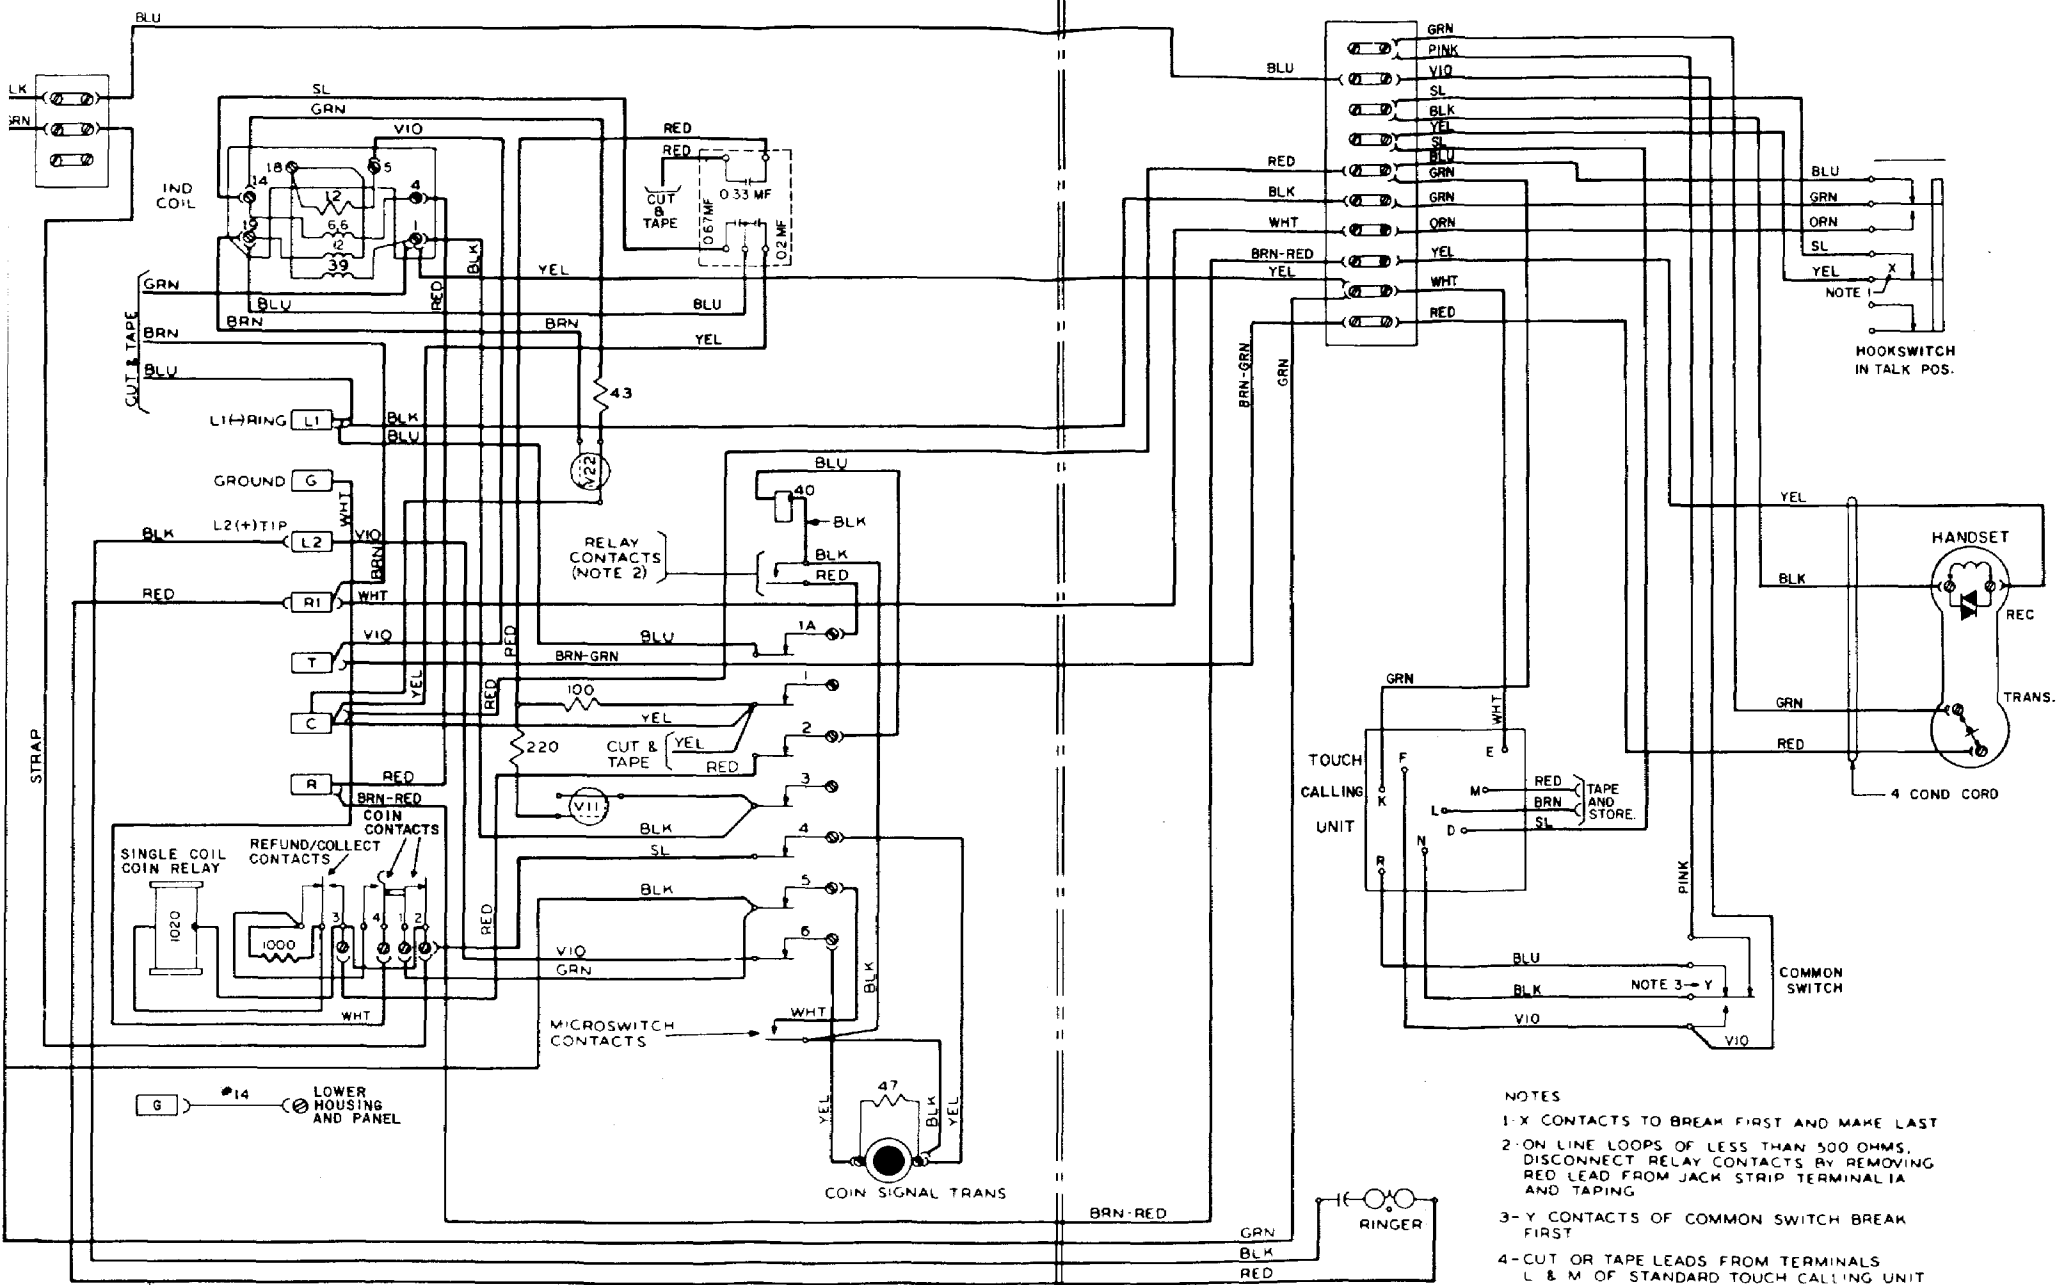 BLU
LK
RN
SL
GRN
VIO
RED
RED
18
5
14
4
12
6.6
12
39
1
19
IND
COIL
0.33 MF
0.67MF
0.2 MF
CUT
&
TAPE
BLK
RED
YEL
GRN
BLU
BLU
BRN
BRN
BRN
YEL
BLU
CUT & TAPE
43
L1(-)RING
L1
BLK
BLU
V22
GROUND
G
WHT
BLU
40
BLK
L2(+)TIP
BLK
L2
VIO
BRN
RELAY
CONTACTS
(NOTE 2)
BLK
RED
RED
R1
WHT
VIO
T
RED
BLU
1A
BRN-GRN
YEL
RED
100
1
C
YEL
2
220
CUT &
TAPE
YEL
RED
STRAP
R
RED
BRN-RED
3
V11
COIN
CONTACTS
BLK
4
REFUND/COLLECT
CONTACTS
SINGLE COIL
COIN RELAY
SL
5
BLK
1020
1000
3
4
1
2
RED
6
VIO
GRN
BLK
WHT
WHT
MICROSWITCH
CONTACTS
G
#14
LOWER
HOUSING
AND PANEL
47
YEL
BLK
YEL
COIN SIGNAL TRANS
BRN-RED
GRN
BLK
RED
RINGER
BLU
RED
BLK
WHT
BRN-RED
YEL
BRN-GRN
GRN
GRN
PINK
VIO
SL
BLK
YEL
SL
BLU
GRN
GRN
ORN
YEL
WHT
RED
BLU
GRN
ORN
SL
YEL
X
NOTE 1
HOOKSWITCH
IN TALK POS.
YEL
HANDSET
BLK
REC
GRN
TRANS.
RED
4 COND CORD
GRN
WHT
TOUCH
CALLING
UNIT
F
E
K
M
RED
L
BRN
D
SL
TAPE
AND
STORE.
N
R
PINK
BLU
BLK
NOTE 3
Y
VIO
VIO
COMMON
SWITCH
NOTES
1-X CONTACTS TO BREAK FIRST AND MAKE LAST
2-ON LINE LOOPS OF LESS THAN 500 OHMS,
DISCONNECT RELAY CONTACTS BY REMOVING
RED LEAD FROM JACK STRIP TERMINAL 1A
AND TAPING
3-Y CONTACTS OF COMMON SWITCH BREAK
FIRST
4-CUT OR TAPE LEADS FROM TERMINALS
L & M OF STANDARD TOUCH CALLING UNIT